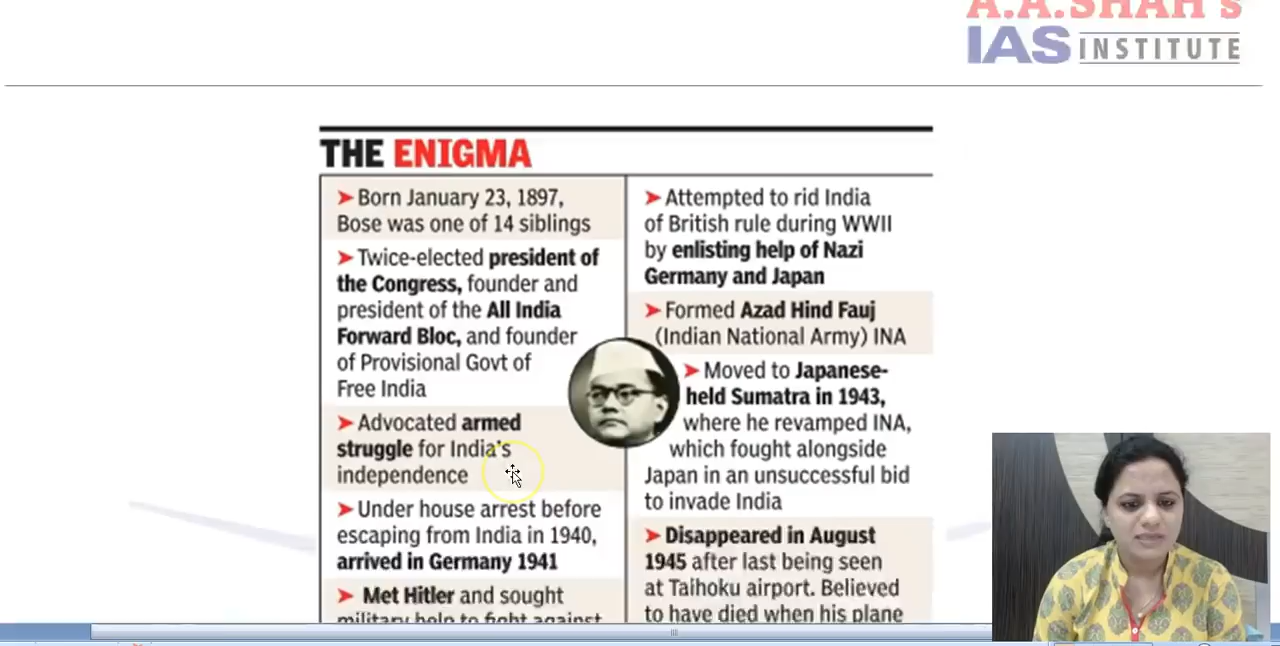 A.A.SHAH's
IAS INSTITUTE
THE ENIGMA
➤ Born January 23, 1897,
Bose was one of 14 siblings
➤ Twice-elected president of
the Congress, founder and
president of the All India
Forward Bloc, and founder
of Provisional Govt of
Free India
➤ Advocated armed
struggle for India's
independence
➤ Under house arrest before
escaping from India in 1940,
arrived in Germany 1941
➤ Met Hitler and sought
military help to fight against
➤ Attempted to rid India
of British rule during WWII
by enlisting help of Nazi
Germany and Japan
➤ Formed Azad Hind Fauj
(Indian National Army) INA
➤ Moved to Japanese-
held Sumatra in 1943,
where he revamped INA,
which fought alongside
Japan in an unsuccessful bid
to invade India
➤ Disappeared in August
1945 after last being seen
at Taihoku airport. Believed
to have died when his plane